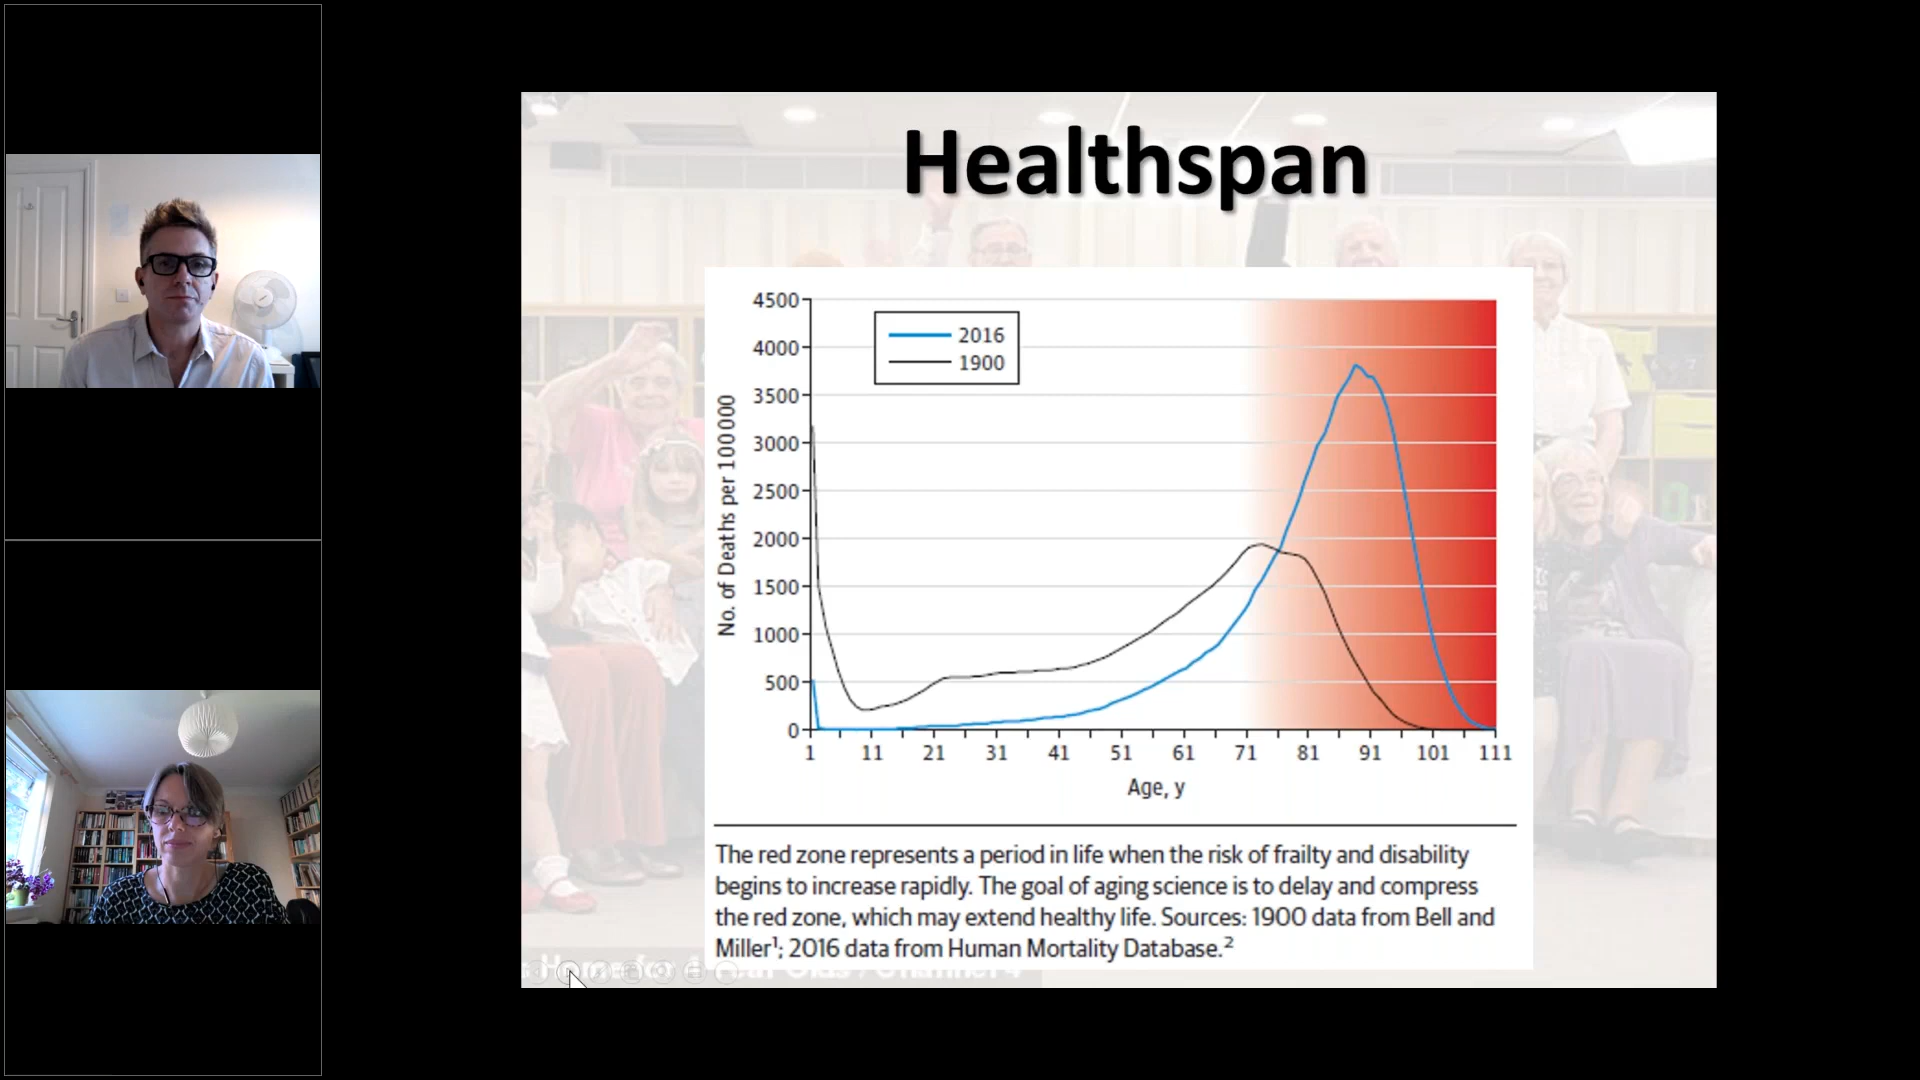 Healthspan
4500
4000
3500
3000
2500
2000
1500
1000
500
0
No. of Deaths per 100 000
2016
1900
1 11 21 31 41 51 61 71 81 91 101 111
Age, y
The red zone represents a period in life when the risk of frailty and disability
begins to increase rapidly. The goal of aging science is to delay and compress
the red zone, which may extend healthy life. Sources: 1900 data from Bell and
Miller¹; 2016 data from Human Mortality Database.²